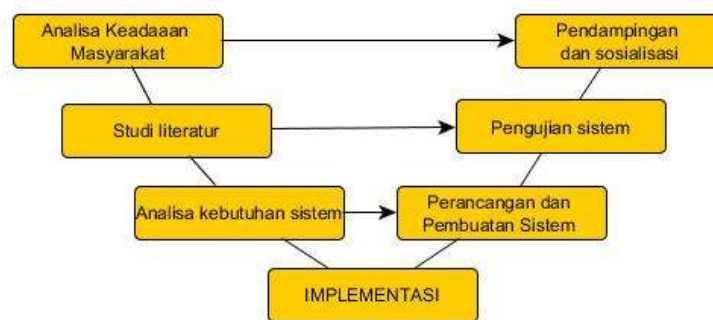 Analisa Keadaaan
Masyarakat
Pendampingan
dan sosialisasi
Studi literatur
Pengujian sistem
Analisa kebutuhan sistem
Perancangan dan
Pembuatan Sistem
IMPLEMENTASI